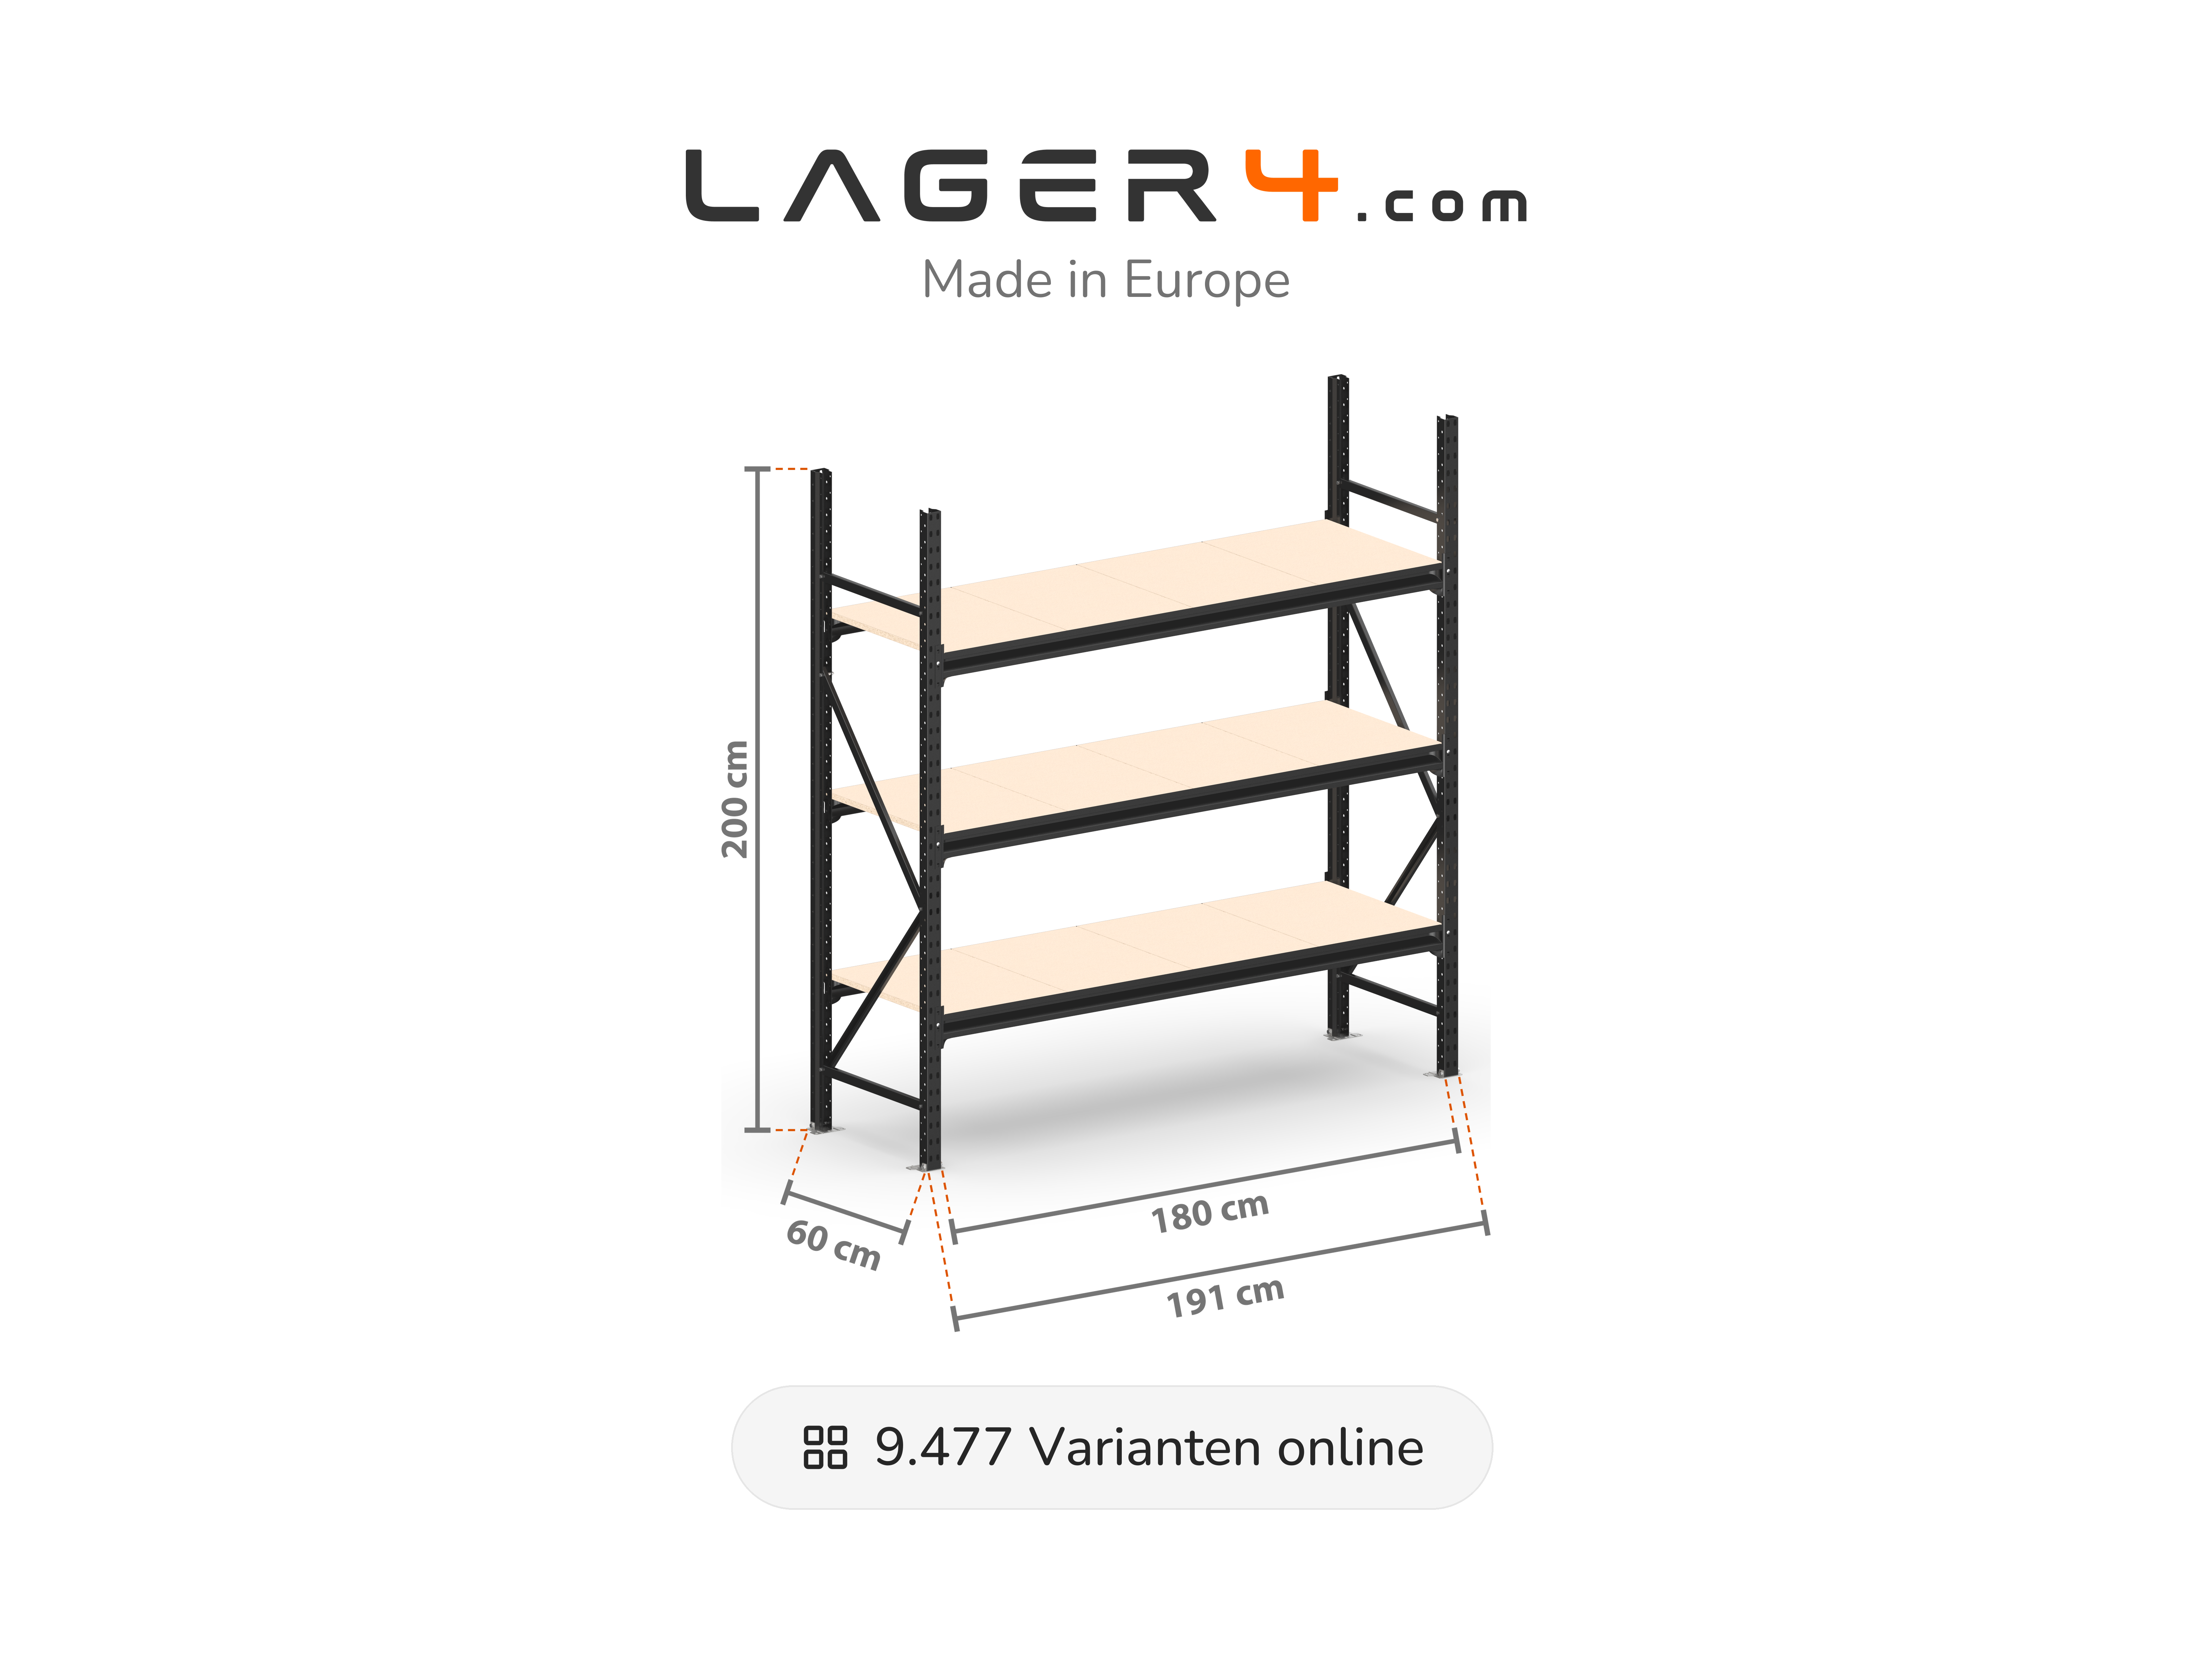 LAGER4.com
Made in Europe
200 cm
60 cm
180 cm
191 cm
9.477 Varianten online